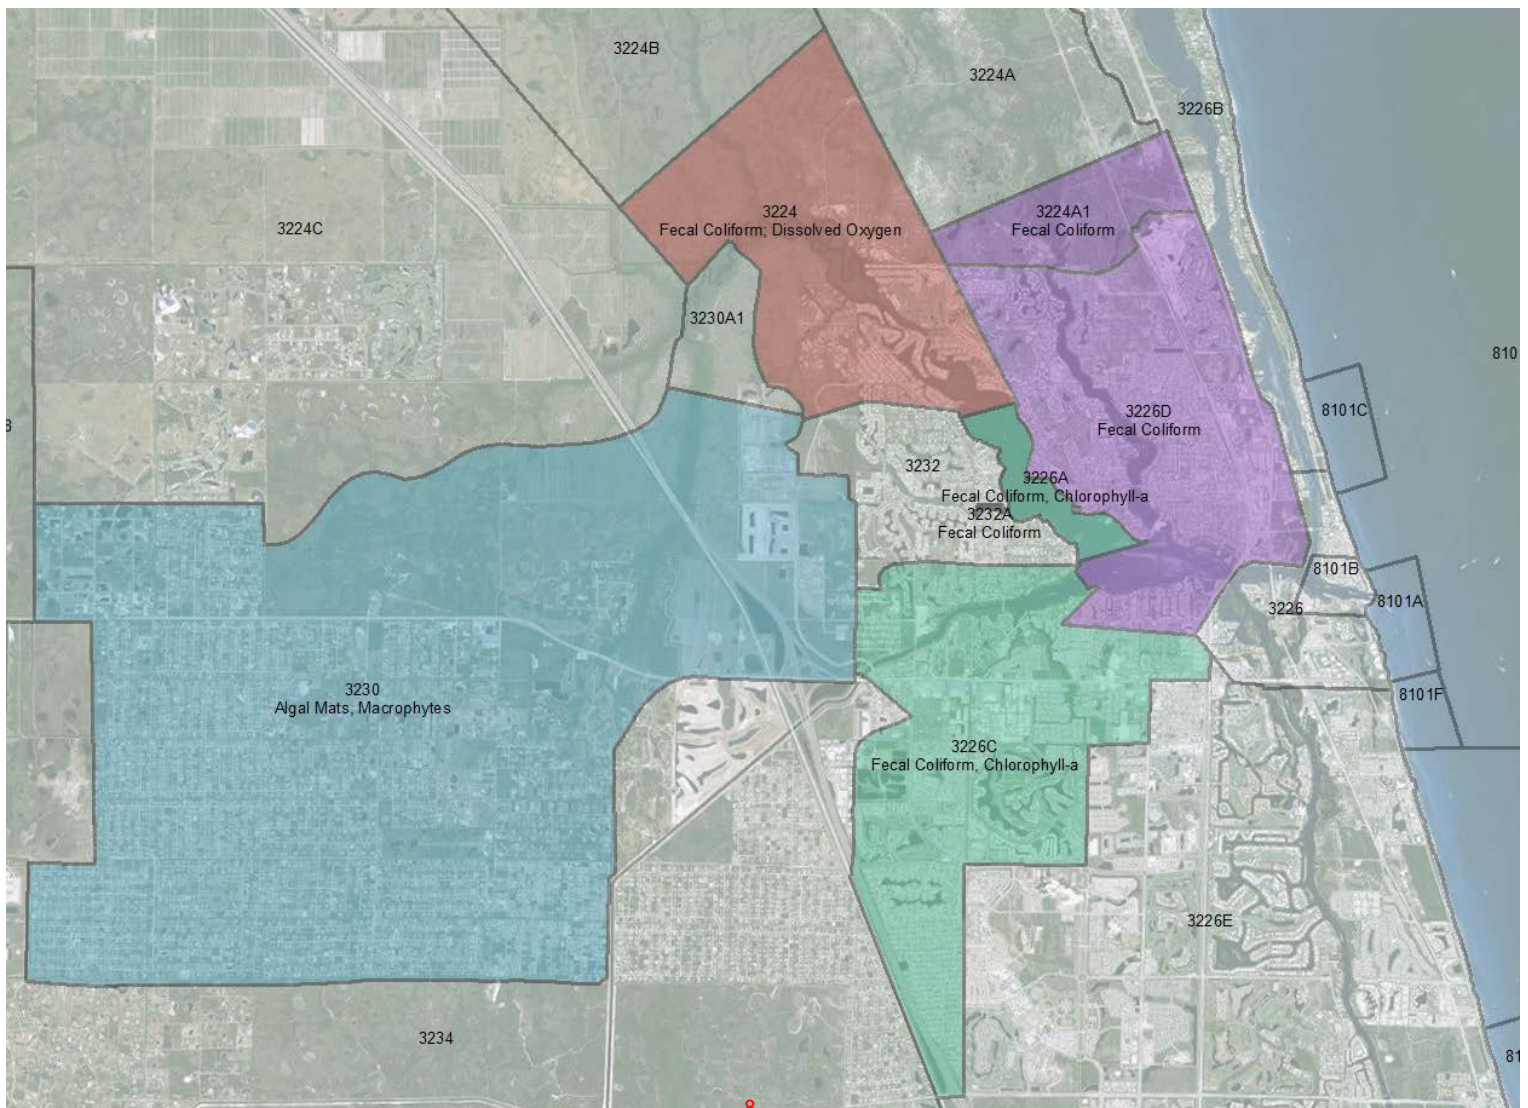 3224B
3224A
3226B
3224C
3224
Fecal Coliform; Dissolved Oxygen
3224A1
Fecal Coliform
3230A1
810
8101C
3226D
Fecal Coliform
3232
3226A
Fecal Coliform, Chlorophyll-a
3232A
Fecal Coliform
8101B
3226
8101A
3230
Algal Mats, Macrophytes
8101F
3226C
Fecal Coliform, Chlorophyll-a
3226E
3234
81
8